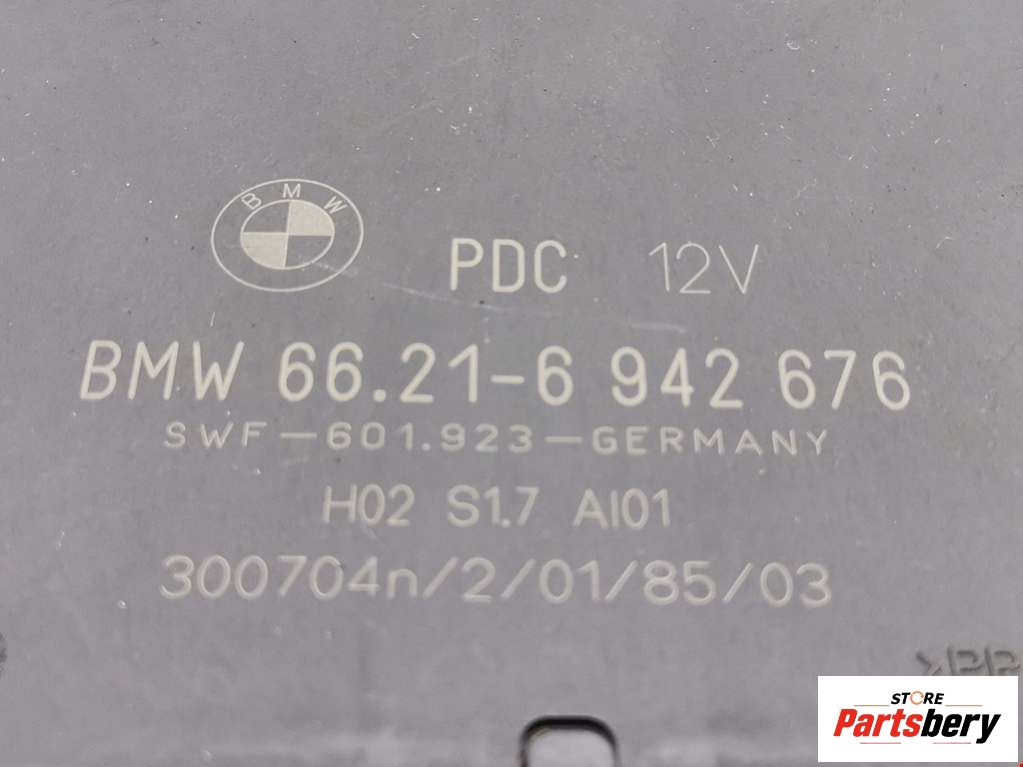 BMW
PDC 12V
BMW 66.21-6 942 676
SWF-601.923-GERMANY
H02 S1.7 AI01
300704n/2/01/85/03
STORE
Partsbery